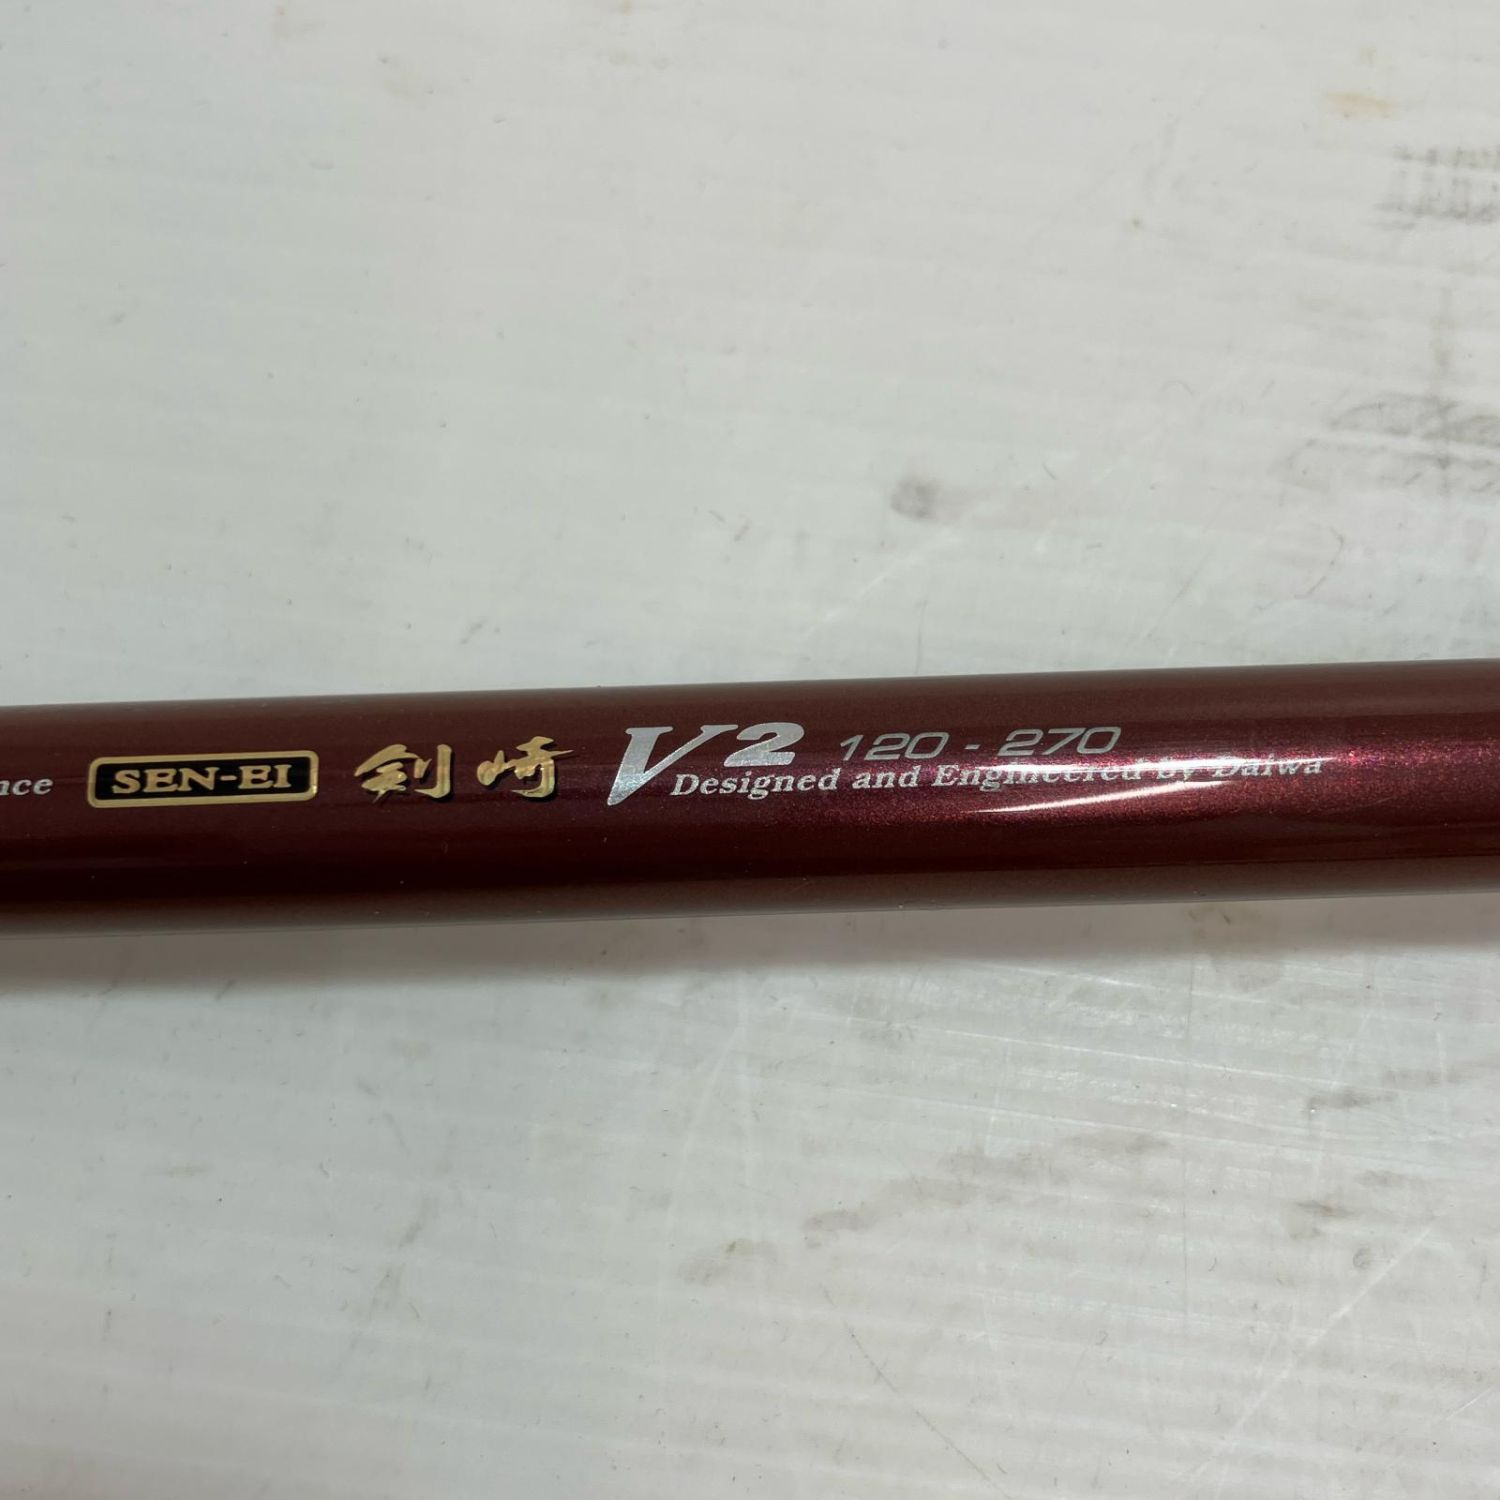 nce SEN-EI 剣崎 V2 120-270
Designed and Engineered by Daiwa